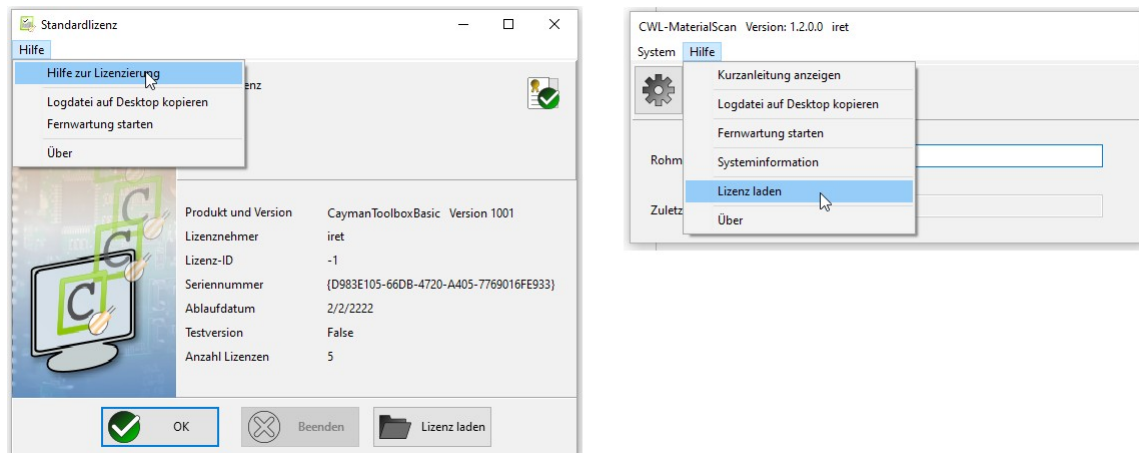 Standardlizenz
Hilfe
Hilfe zur Lizenzierung
enz
Logdatei auf Desktop kopieren
Fernwartung starten
Über
Produkt und Version CaymanToolboxBasic Version 1001
Lizenznehmer iret
Lizenz-ID -1
Seriennummer {D983E105-66DB-4720-A405-7769016FE933}
Ablaufdatum 2/2/2222
Testversion False
Anzahl Lizenzen 5
C
C
C
OK Beenden Lizenz laden
CWL-MaterialScan Version: 1.2.0.0 iret
System Hilfe
Kurzanleitung anzeigen
Logdatei auf Desktop kopieren
Fernwartung starten
Rohm
Systeminformation
Lizenz laden
Zuletz
Über